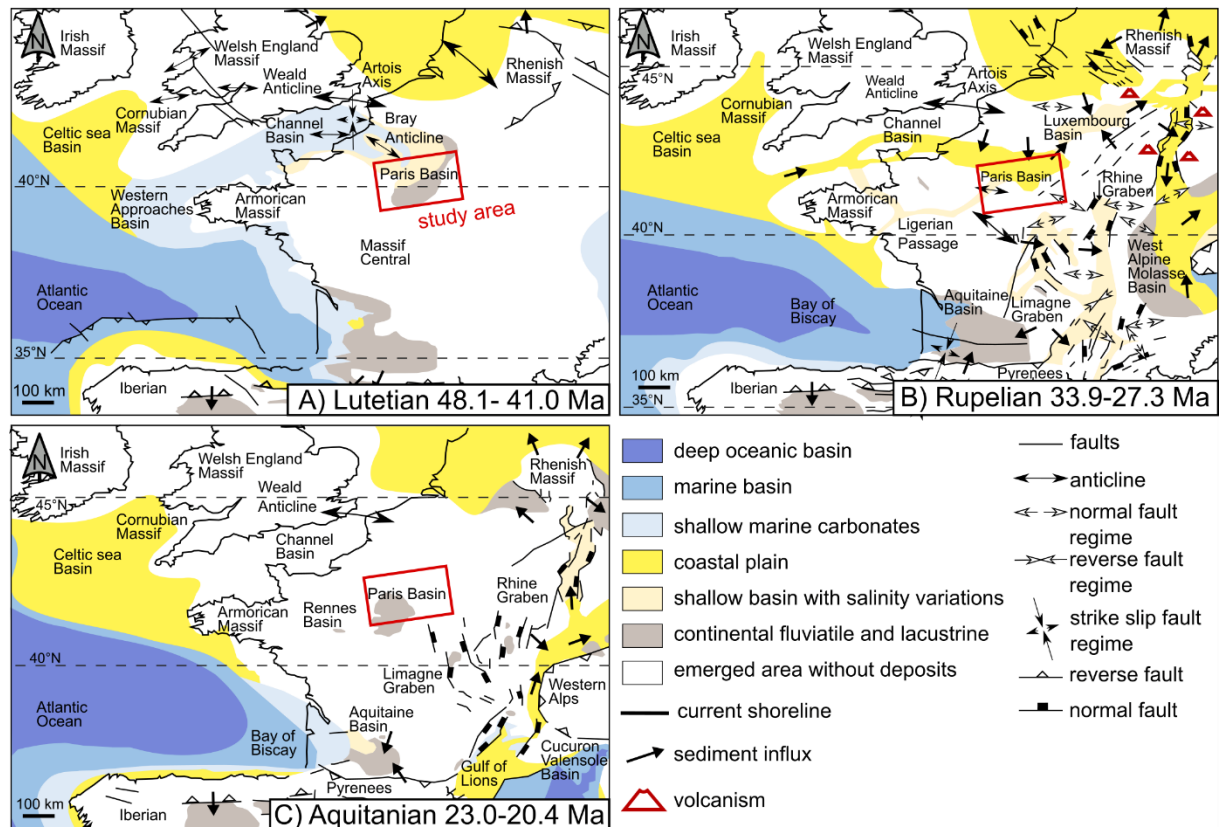 N
Irish
Massif
Welsh England
Massif
Weald
Anticline
Artois
Axis
Rhenish
Massif
Cornubian
Massif
Celtic sea
Basin
Channel
Basin
Bray
Anticline
Paris Basin
40°N
Western
Approaches
Basin
Armorican
Massif
study area
Massif
Central
Atlantic
Ocean
35°N
100 km
Iberian
A) Lutetian 48.1- 41.0 Ma
N
Irish
Massif
45°N
Welsh England
Massif
Weald
Anticline
Artois
Axis
Rhenish
Massif
Cornubian
Massif
Celtic sea
Basin
Channel
Basin
Luxembourg
Basin
Paris Basin
Rhine
Graben
Armorican
Massif
40°N
Ligerian
Passage
West
Alpine
Molasse
Basin
Atlantic
Ocean
Bay of
Biscay
Aquitaine
Basin
Limagne
Graben
100 km
35°N
Iberian
Pyrenees
B) Rupelian 33.9-27.3 Ma
N
Irish
Massif
45°N
Welsh England
Massif
Weald
Anticline
Rhenish
Massif
Cornubian
Massif
Celtic sea
Basin
Channel
Basin
Armorican
Massif
Rennes
Basin
Paris Basin
Rhine
Graben
40°N
Limagne
Graben
Western
Alps
Atlantic
Ocean
Bay of
Biscay
Aquitaine
Basin
Gulf of
Lions
Cucuron
Valensole
Basin
100 km
Iberian
Pyrenees
C) Aquitanian 23.0-20.4 Ma
deep oceanic basin
marine basin
shallow marine carbonates
coastal plain
shallow basin with salinity variations
continental fluviatile and lacustrine
emerged area without deposits
current shoreline
sediment influx
volcanism
faults
anticline
normal fault
regime
reverse fault
regime
strike slip fault
regime
reverse fault
normal fault